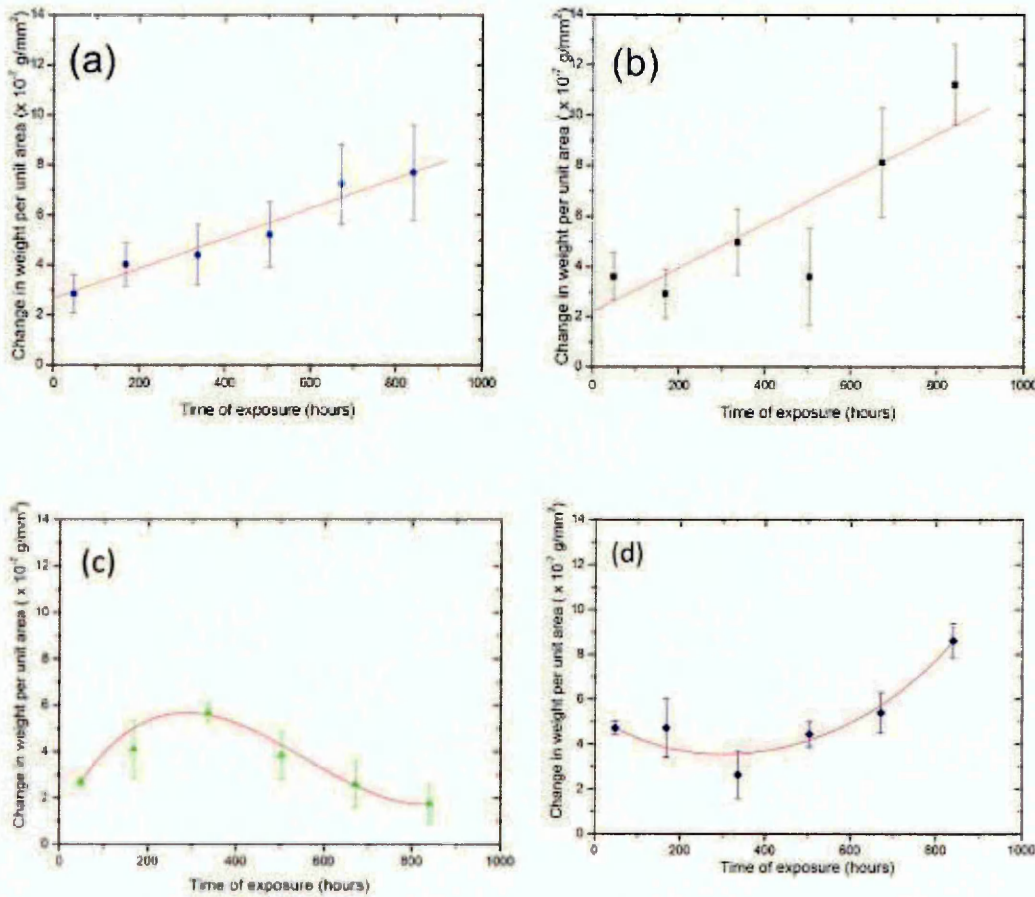 (a)
Change in weight per unit area (x 10⁻⁷ g/mm²)
14
12
10
8
6
4
2
0
0 200 400 600 800 1000
Time of exposure (hours)
(b)
Change in weight per unit area ( x 10⁻⁷ g/mm²)
14
12
10
8
6
4
2
0
0 200 400 600 800 1000
Time of exposure (hours)
(c)
Change in weight per unit area ( x 10⁻⁷ g/mm²)
14
12
10
8
6
4
2
0
0 200 400 600 800 1000
Time of exposure (hours)
(d)
Change in weight per unit area ( x 10⁻⁷ g/mm²)
14
12
10
8
6
4
2
0
0 200 400 600 800 1000
Time of exposure (hours)